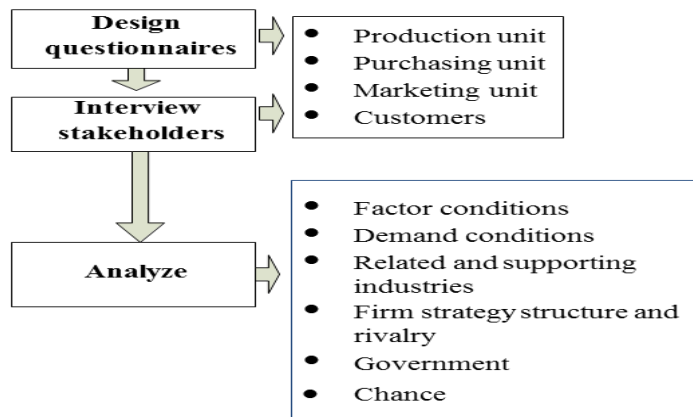 Design
questionnaires
• Production unit
• Purchasing unit
• Marketing unit
• Customers
Interview
stakeholders
Analyze
• Factor conditions
• Demand conditions
• Related and supporting
industries
• Firm strategy structure and
rivalry
• Government
• Chance